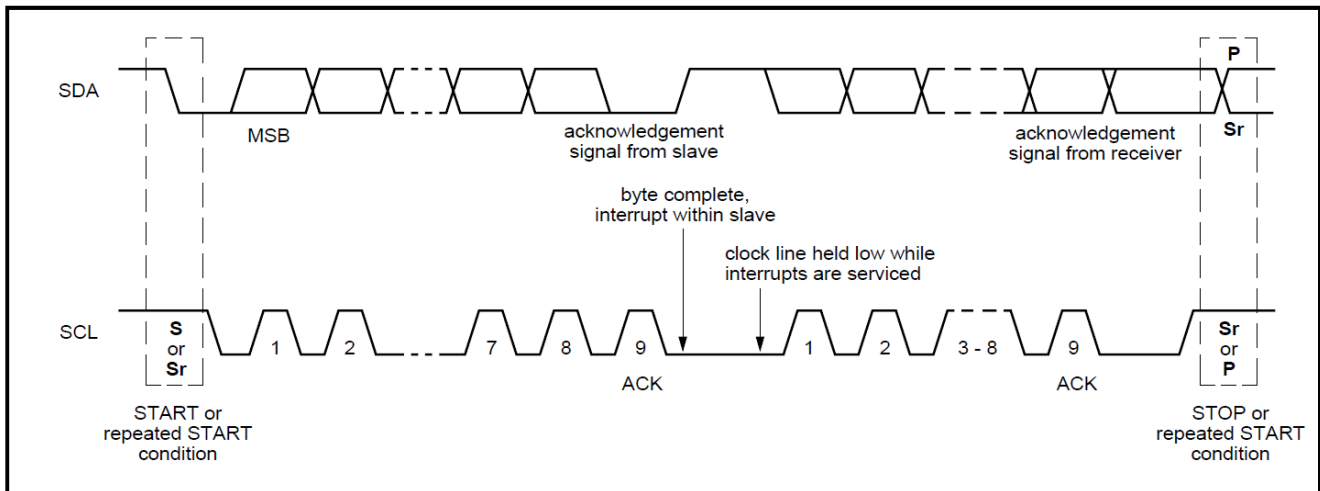 P
SDA
MSB
acknowledgement
signal from slave
acknowledgement
signal from receiver
Sr
byte complete,
interrupt within slave
clock line held low while
interrupts are serviced
SCL
S
or
Sr
1
2
7
8
9
1
2
3 - 8
9
Sr
or
P
ACK
ACK
START or
repeated START
condition
STOP or
repeated START
condition